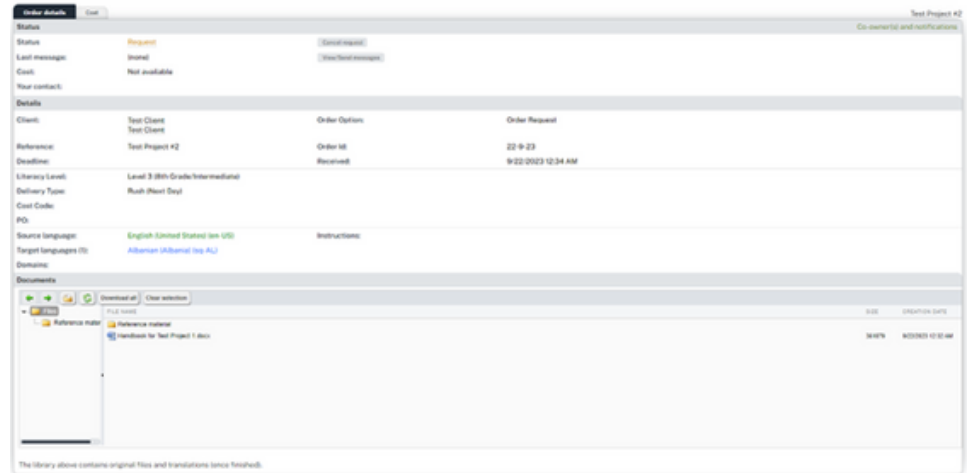 Order details Cost Test Project #2
Status Co-owner(s) and notifications
Status Request Cancel request
Last message: (none) View/Send messages
Cost: Not available
Your contact:
Details
Client: Test Client Order Option: Order Request
Test Client
Reference: Test Project #2 Order Id: 22-9-23
Deadline: Received: 9/22/2023 12:34 AM
Literacy Level: Level 3 (8th Grade/Intermediate)
Delivery Type: Rush (Next Day)
Cost Code:
PO:
Source language: English (United States) (en-US) Instructions:
Target languages (1): Albanian (Albania) (sq-AL)
Domains:
Documents
Download all Clear selection
Files FILE NAME SIZE CREATION DATE
Reference mater Reference material
Handbook for Test Project 1.docx 9/22/2023 12:32 AM
The library above contains original files and translations (once finished).